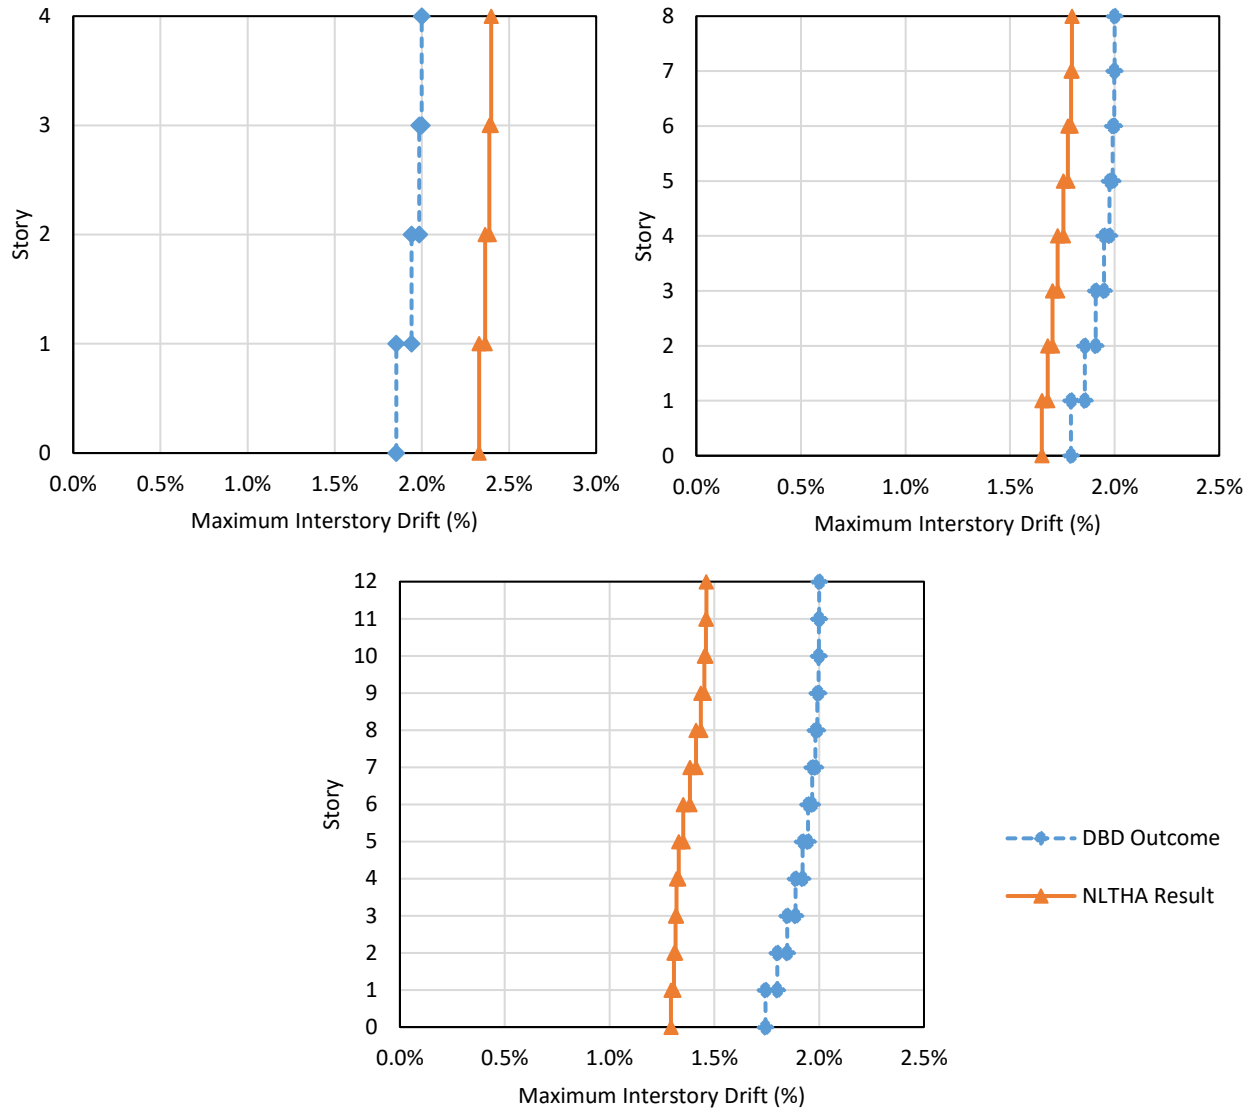 4
3
2
1
0
Story
0.0% 0.5% 1.0% 1.5% 2.0% 2.5% 3.0%
Maximum Interstory Drift (%)
8
7
6
5
4
3
2
1
0
Story
0.0% 0.5% 1.0% 1.5% 2.0% 2.5%
Maximum Interstory Drift (%)
12
11
10
9
8
7
6
5
4
3
2
1
0
Story
0.0% 0.5% 1.0% 1.5% 2.0% 2.5%
Maximum Interstory Drift (%)
DBD Outcome
NLTHA Result